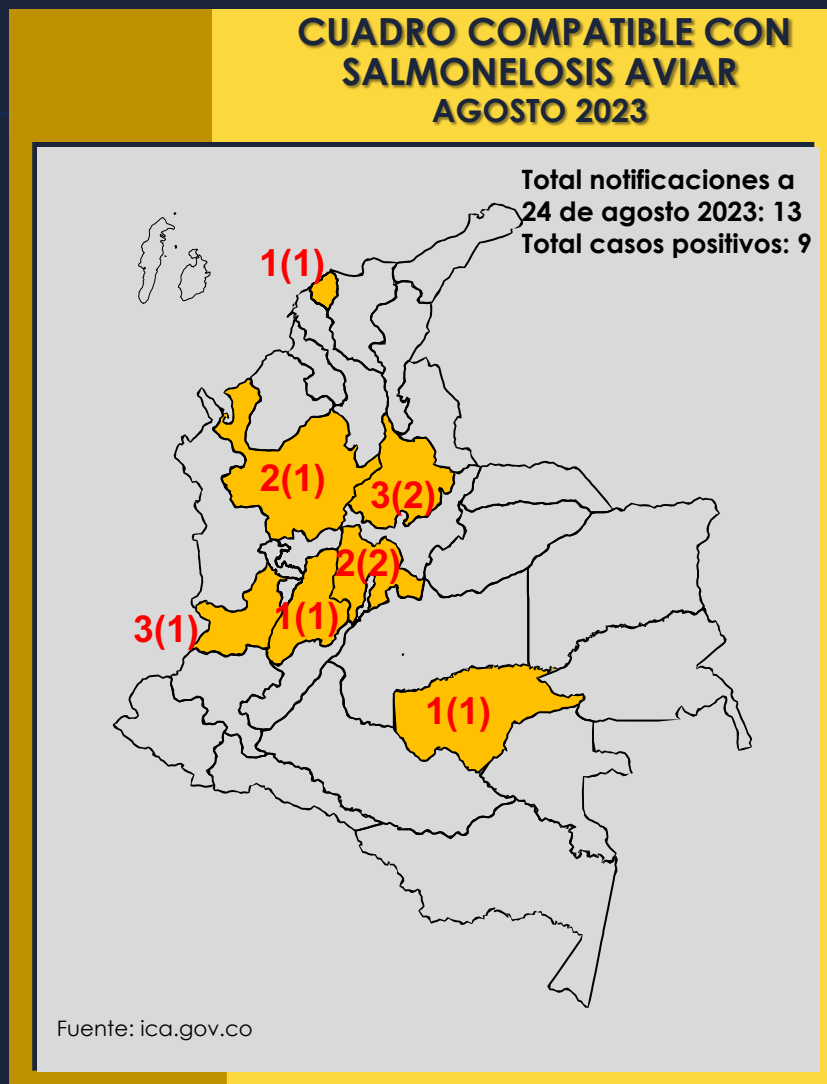 CUADRO COMPATIBLE CON
SALMONELOSIS AVIAR
AGOSTO 2023
Total notificaciones a
24 de agosto 2023: 13
Total casos positivos: 9
1(1)
2(1)
3(2)
2(2)
1(1)
3(1)
1(1)
Fuente: ica.gov.co